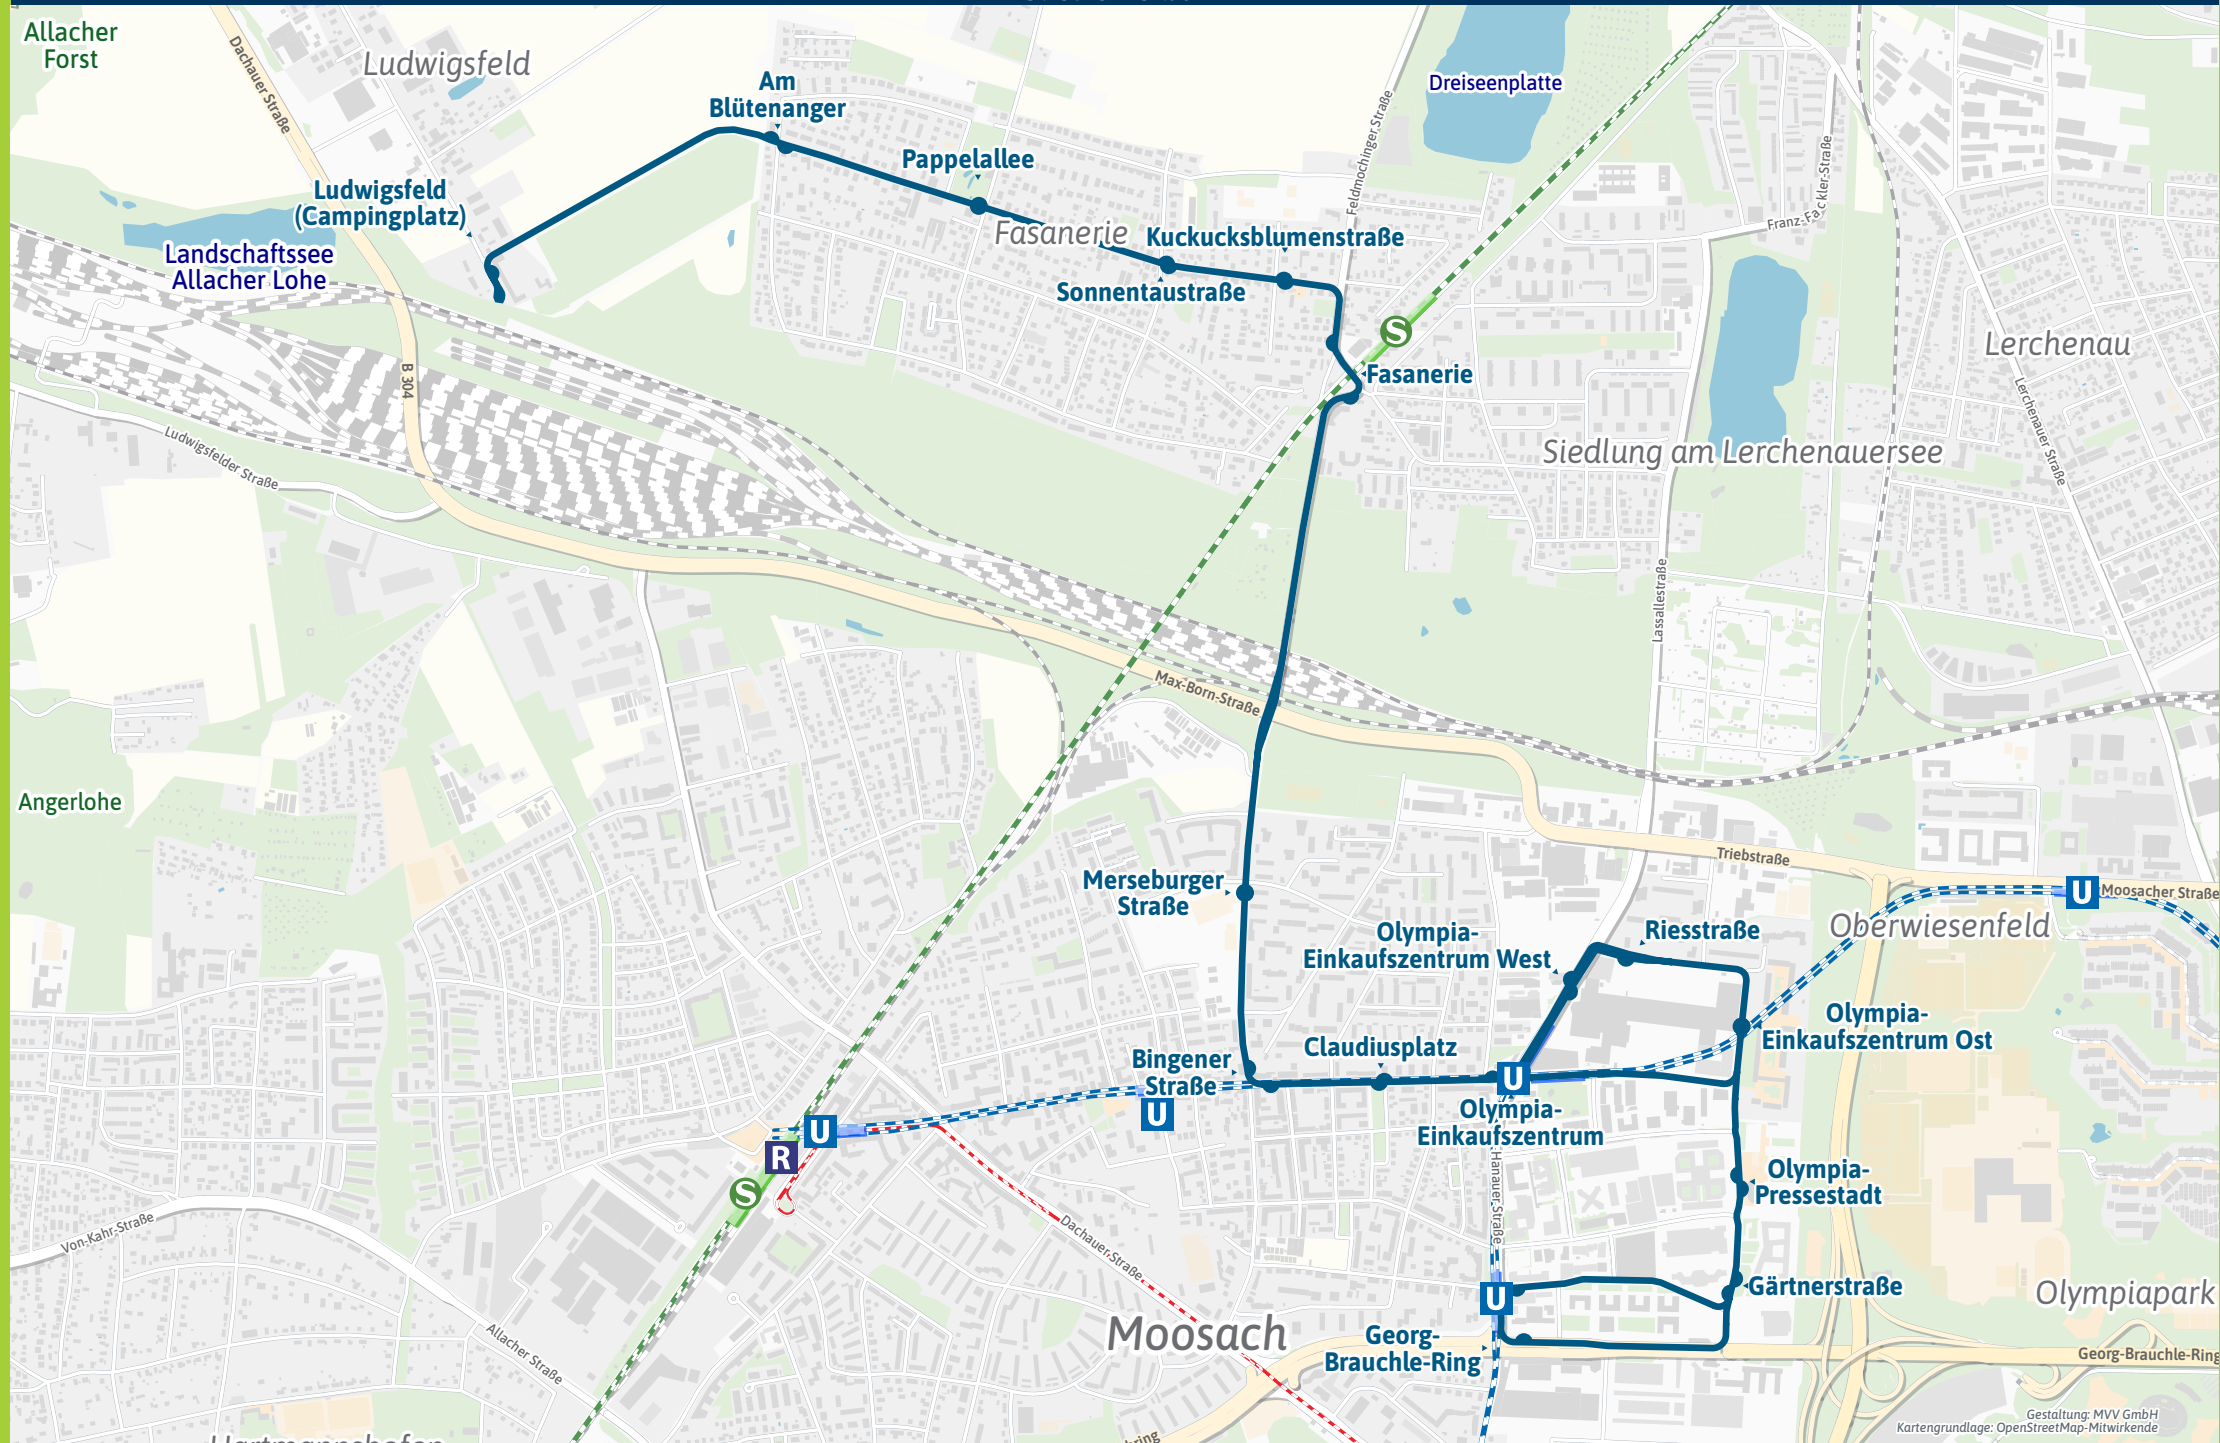 Allacher
Forst
Dachauer Straße
Ludwigsfeld
Am
Blütenanger
Dreiseenplatte
Feldmochinger Straße
Pappelallee
Franz-Fackler-Straße
Ludwigsfeld
(Campingplatz)
Fasanerie
Kuckucksblumenstraße
Landschaftssee
Allacher Lohe
Sonnentaustraße
S
Lerchenau
Fasanerie
B 304
Lerchenauer Straße
Ludwigsfelder Straße
Siedlung am Lerchenauersee
Lassallestraße
Max-Born-Straße
Angerlohe
Triebstraße
Merseburger
Straße
U
Moosacher Straße
Oberwiesenfeld
Olympia-
Einkaufszentrum West
Riesstraße
Olympia-
Einkaufszentrum Ost
Bingener
Straße
Claudiusplatz
U
U
U
Olympia-
Einkaufszentrum
R
S
Hanauer Straße
Olympia-
Pressestadt
Von-Kahr-Straße
Dachauer Straße
U
Gärtnerstraße
Olympiapark
Moosach
Georg-
Brauchle-Ring
Allacher Straße
Georg-Brauchle-Ring
Gestaltung: MVV GmbH
Kartengrundlage: OpenStreetMap-Mitwirkende